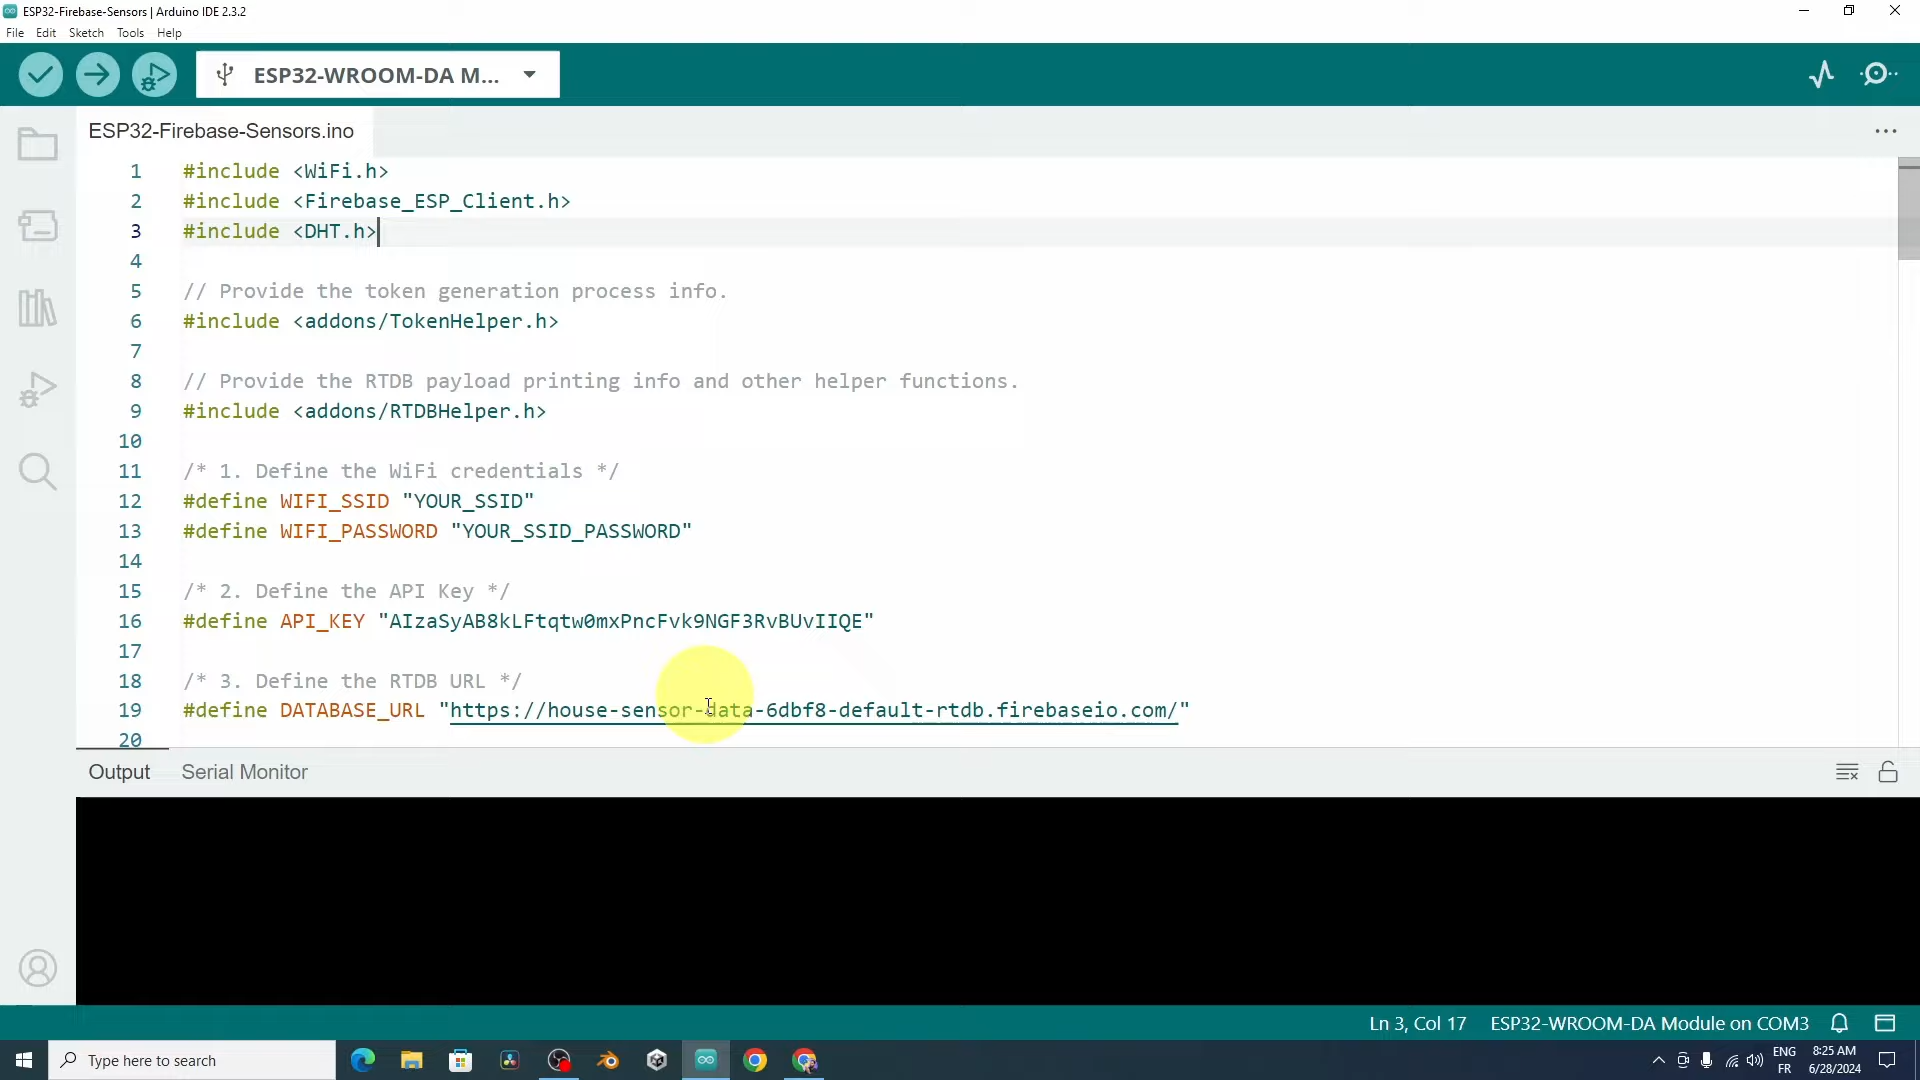 ESP32-Firebase-Sensors | Arduino IDE 2.3.2
File Edit Sketch Tools Help
ESP32-WROOM-DA M...
ESP32-Firebase-Sensors.ino
1 #include <WiFi.h>
2 #include <Firebase_ESP_Client.h>
3 #include <DHT.h>
4
5 // Provide the token generation process info.
6 #include <addons/TokenHelper.h>
7
8 // Provide the RTDB payload printing info and other helper functions.
9 #include <addons/RTDBHelper.h>
10
11 /* 1. Define the WiFi credentials */
12 #define WIFI_SSID "YOUR_SSID"
13 #define WIFI_PASSWORD "YOUR_SSID_PASSWORD"
14
15 /* 2. Define the API Key */
16 #define API_KEY "AIzaSyAB8kLFtqtw0mxPncFvk9NGF3RvBUvIIQE"
17
18 /* 3. Define the RTDB URL */
19 #define DATABASE_URL "https://house-sensor-data-6dbf8-default-rtdb.firebaseio.com/"
20
Output Serial Monitor
Ln 3, Col 17 ESP32-WROOM-DA Module on COM3
Type here to search
ENG
FR
8:25 AM
6/28/2024